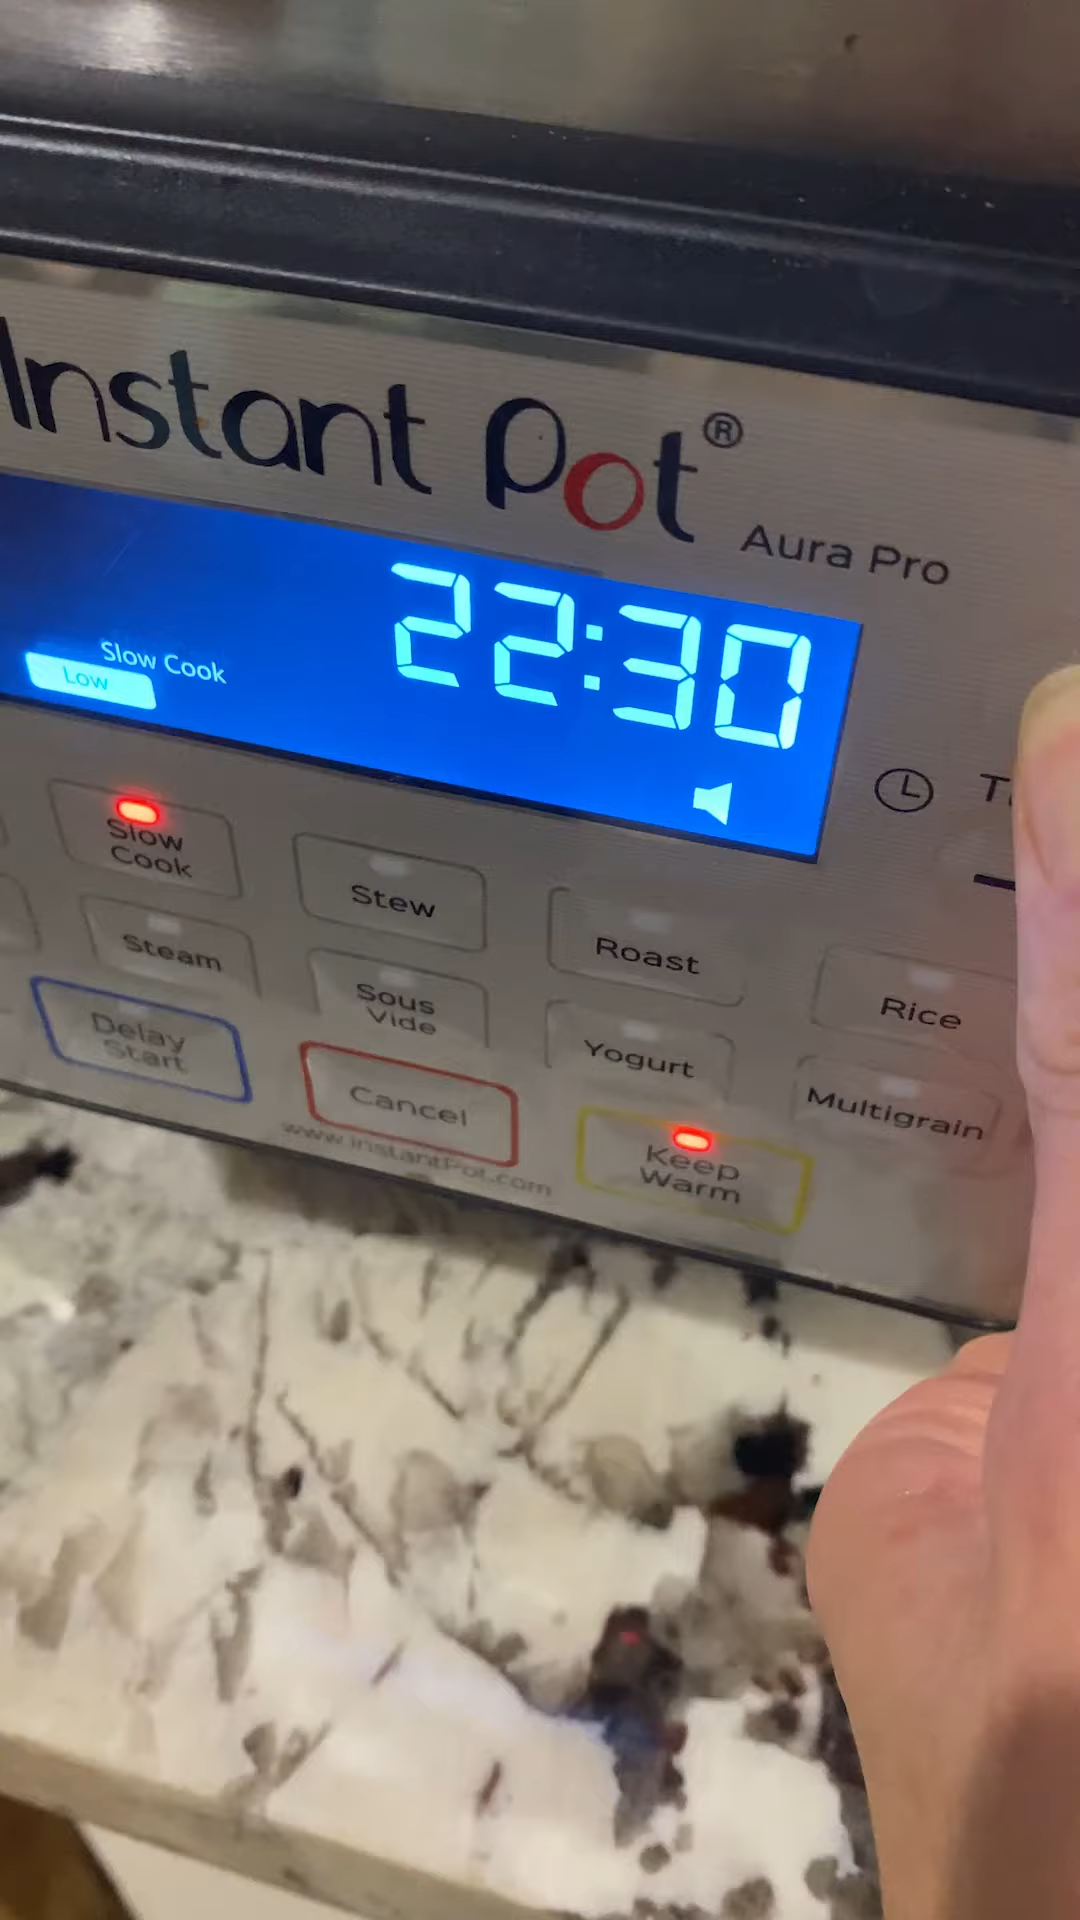 Instant Pot®
Aura Pro
22:30
Slow Cook
Low
Slow
Cook
Stew
Roast
Rice
Steam
Sous
Vide
Yogurt
Multigrain
Delay
Start
Cancel
Keep
Warm
www.InstantPot.com